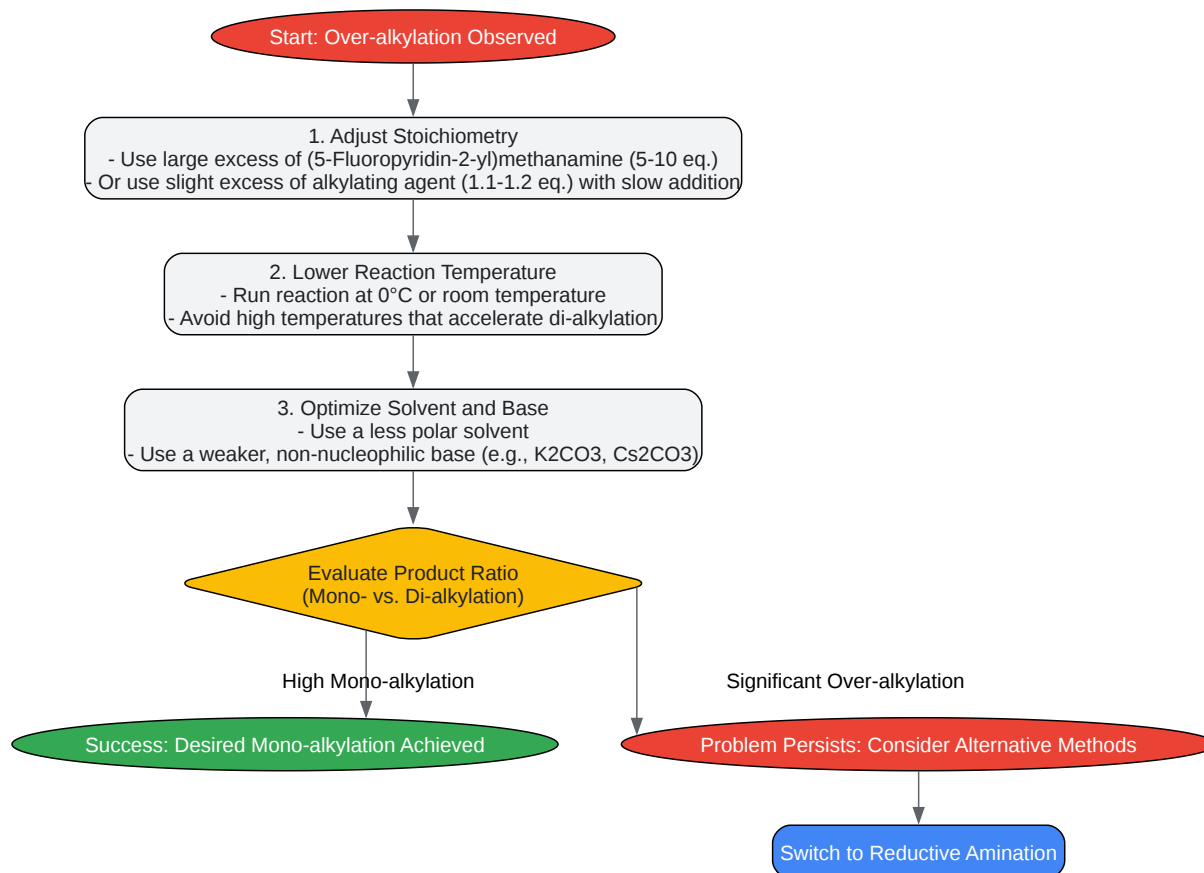 Start: Over-alkylation Observed
1. Adjust Stoichiometry
- Use large excess of (5-Fluoropyridin-2-yl)methanamine (5-10 eq.)
- Or use slight excess of alkylating agent (1.1-1.2 eq.) with slow addition
2. Lower Reaction Temperature
- Run reaction at 0°C or room temperature
- Avoid high temperatures that accelerate di-alkylation
3. Optimize Solvent and Base
- Use a less polar solvent
- Use a weaker, non-nucleophilic base (e.g., K2CO3, Cs2CO3)
Evaluate Product Ratio
(Mono- vs. Di-alkylation)
High Mono-alkylation
Significant Over-alkylation
Success: Desired Mono-alkylation Achieved
Problem Persists: Consider Alternative Methods
Switch to Reductive Amination